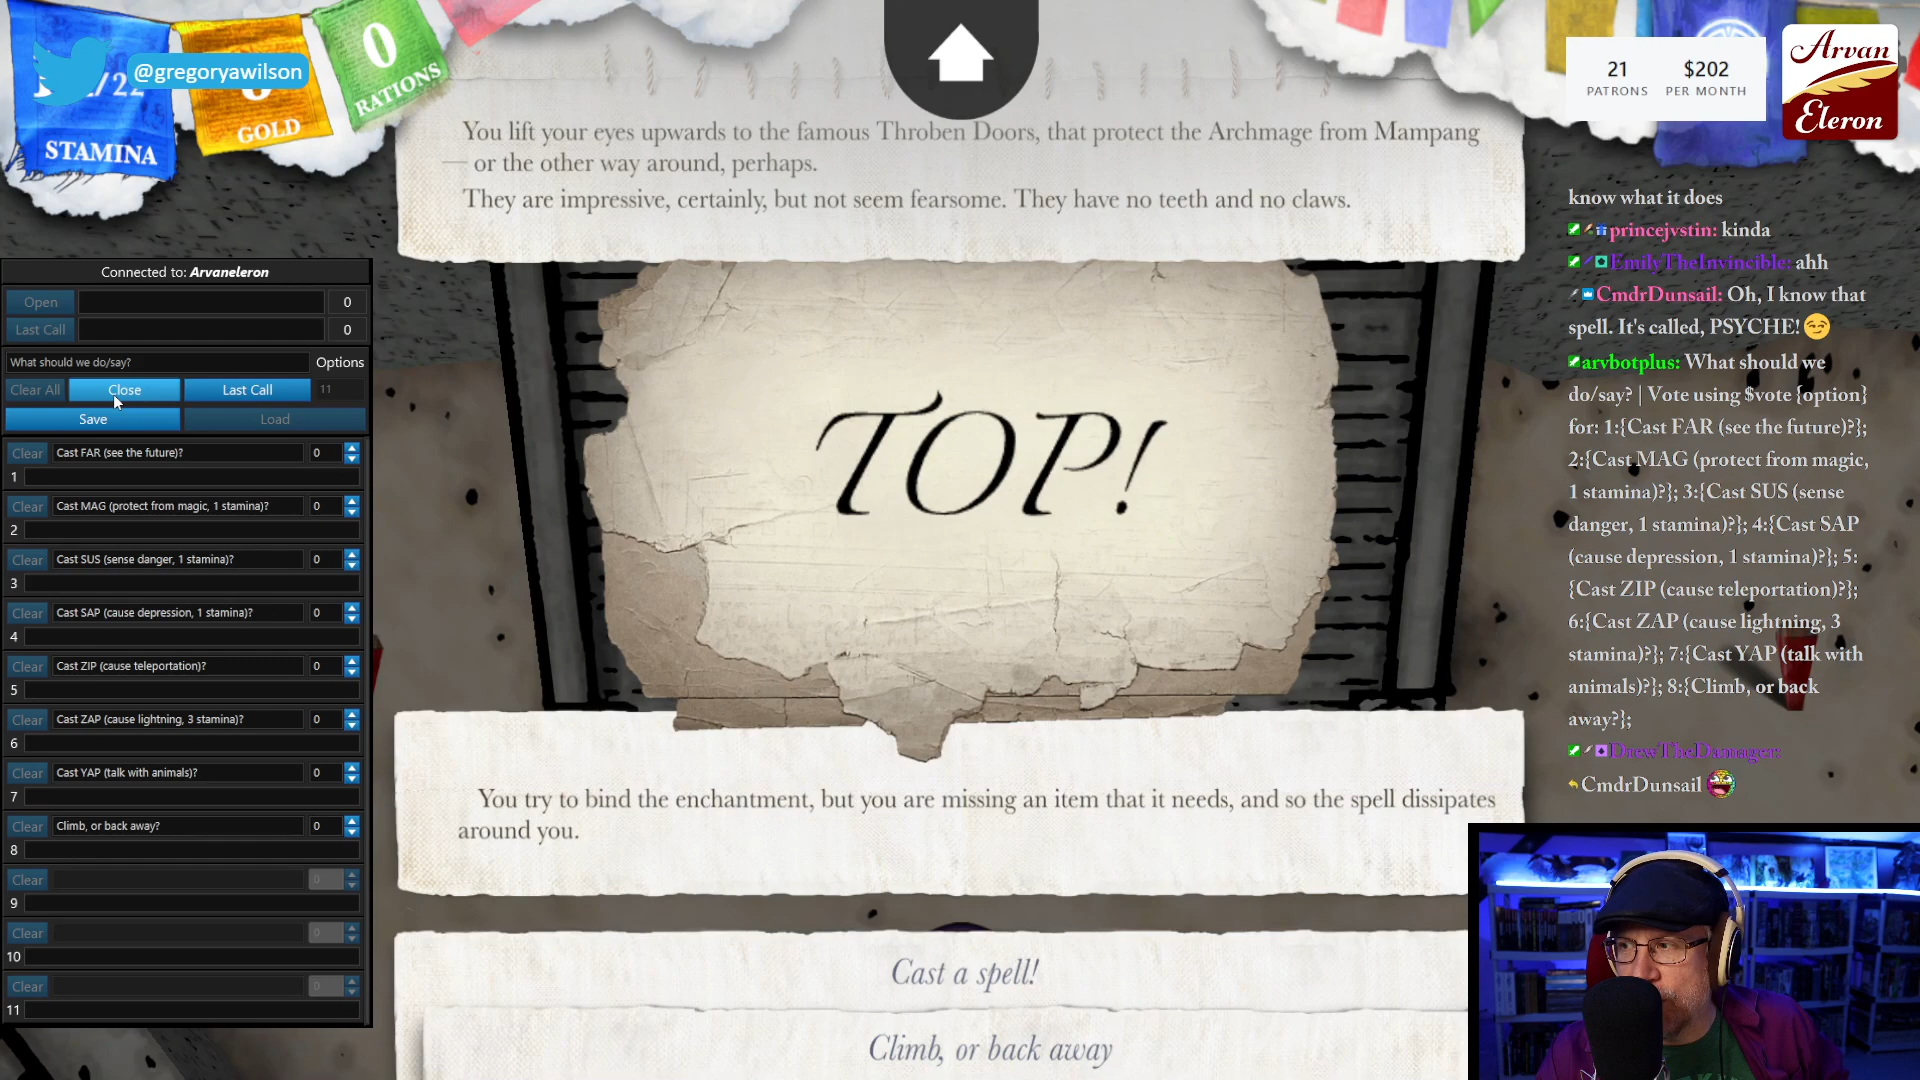 @gregoryawilson
/22
STAMINA
GOLD
0
RATIONS
You lift your eyes upwards to the famous Throben Doors, that protect the Archmage from Mampang
— or the other way around, perhaps.
They are impressive, certainly, but not seem fearsome. They have no teeth and no claws.
TOP!
You try to bind the enchantment, but you are missing an item that it needs, and so the spell dissipates
around you.
Cast a spell!
Climb, or back away
Connected to: Arvaneleron
Open 0
Last Call 0
What should we do/say? Options
Clear All Close Last Call 11
Save Load
Clear Cast FAR (see the future)? 0
1
Clear Cast MAG (protect from magic, 1 stamina)? 0
2
Clear Cast SUS (sense danger, 1 stamina)? 0
3
Clear Cast SAP (cause depression, 1 stamina)? 0
4
Clear Cast ZIP (cause teleportation)? 0
5
Clear Cast ZAP (cause lightning, 3 stamina)? 0
6
Clear Cast YAP (talk with animals)? 0
7
Clear Climb, or back away? 0
8
Clear 0
9
Clear 0
10
Clear 0
11
21 $202
PATRONS PER MONTH
Arvan
Eleron
know what it does
princejvstin: kinda
EmilyTheInvincible: ahh
CmdrDunsail: Oh, I know that
spell. It's called, PSYCHE!
arvbotplus: What should we
do/say? | Vote using $vote {option}
for: 1:{Cast FAR (see the future)?};
2:{Cast MAG (protect from magic,
1 stamina)?}; 3:{Cast SUS (sense
danger, 1 stamina)?}; 4:{Cast SAP
(cause depression, 1 stamina)?}; 5:
{Cast ZIP (cause teleportation)?};
6:{Cast ZAP (cause lightning, 3
stamina)?}; 7:{Cast YAP (talk with
animals)?}; 8:{Climb, or back
away?};
DrewTheDamager:
CmdrDunsail